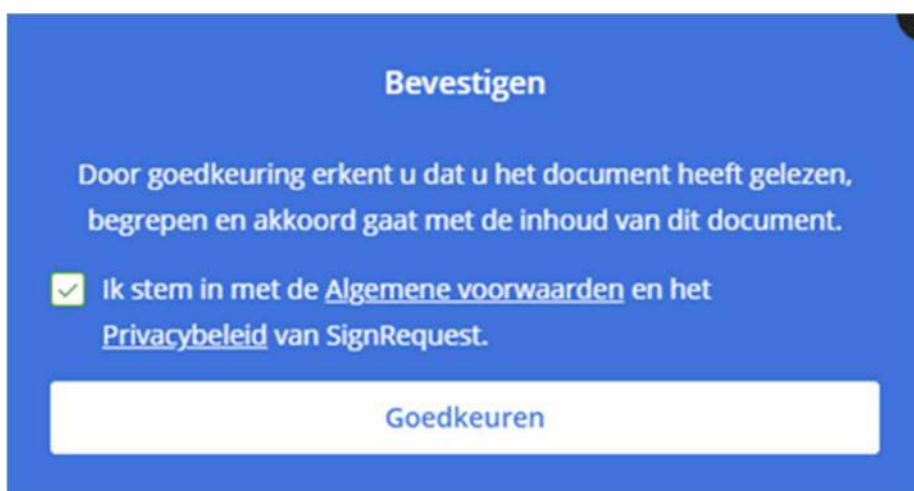 Bevestigen
Door goedkeuring erkent u dat u het document heeft gelezen,
begrepen en akkoord gaat met de inhoud van dit document.
Ik stem in met de Algemene voorwaarden en het
Privacybeleid van SignRequest.
Goedkeuren